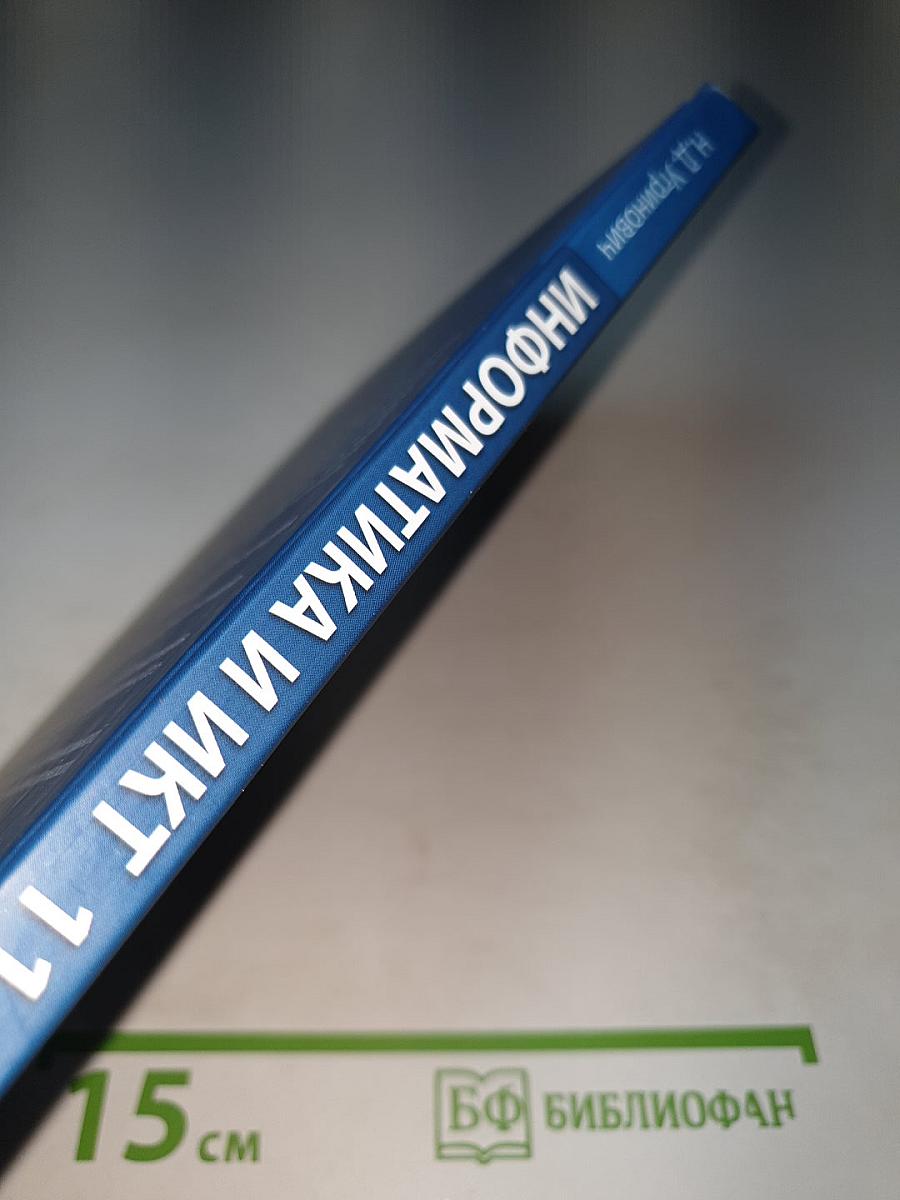 Н.Д. Угринович
ИНФОРМАТИКА И ИКТ 11
15 см
БФ БИБЛИОФАН